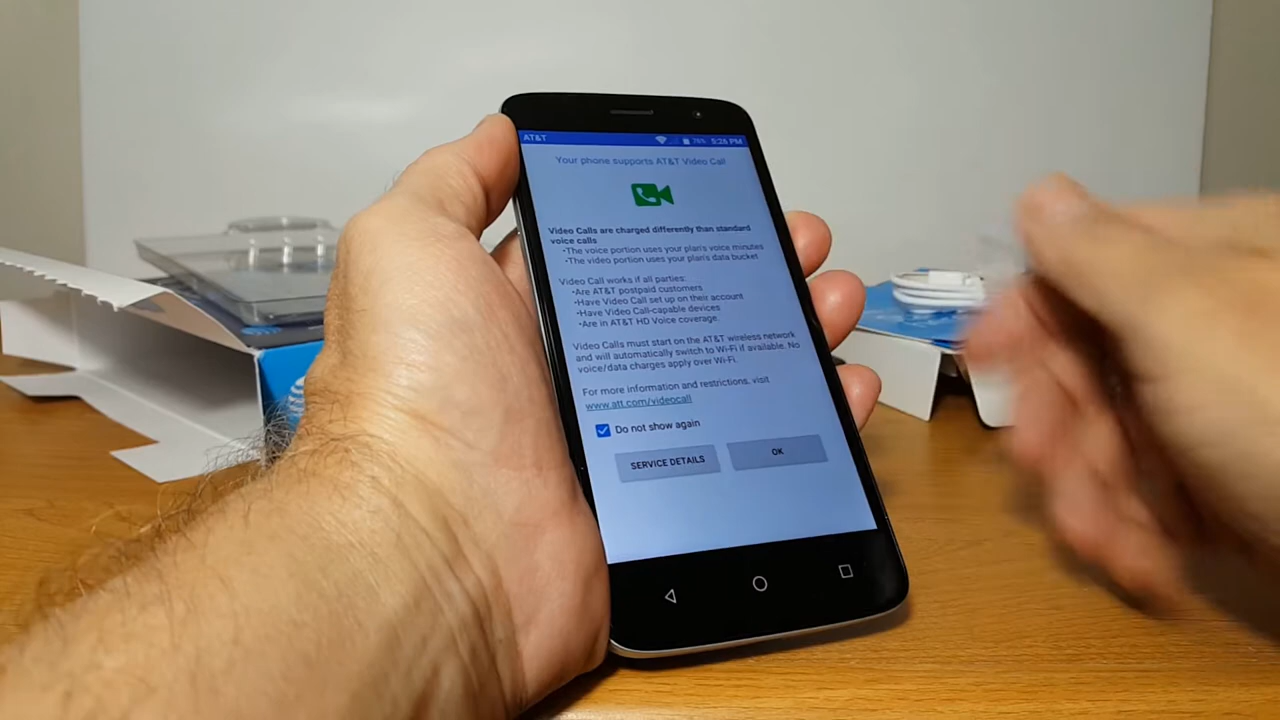 AT&T 76% 5:26 PM
Your phone supports AT&T Video Call
Video Calls are charged differently than standard
voice calls
•The voice portion uses your plan's voice minutes
•The video portion uses your plan's data bucket
Video Call works if all parties:
•Are AT&T postpaid customers
•Have Video Call set up on their account
•Have Video Call-capable devices
•Are in AT&T HD Voice coverage.
Video Calls must start on the AT&T wireless network
and will automatically switch to Wi-Fi if available. No
voice/data charges apply over Wi-Fi.
For more information and restrictions, visit
www.att.com/videocall
Do not show again
SERVICE DETAILS OK